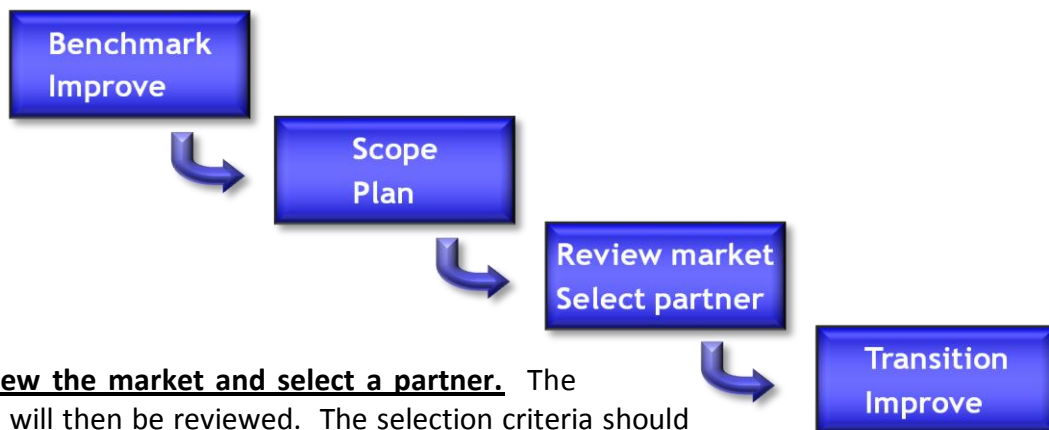 Benchmark
Improve
Scope
Plan
Review market
Select partner
Transition
Improve
the market and select a partner. The
will then be reviewed. The selection criteria should